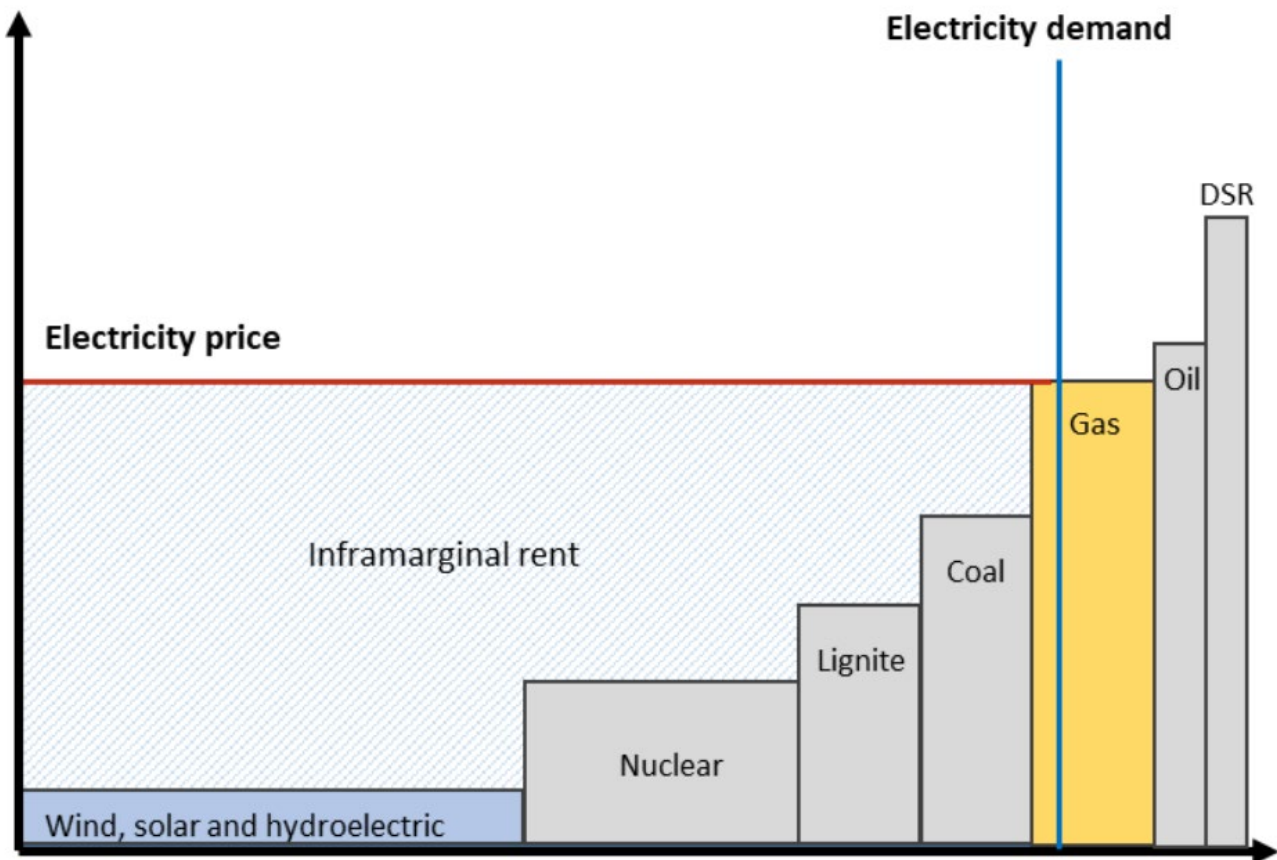 Electricity demand
DSR
Electricity price
Oil
Gas
Inframarginal rent
Coal
Lignite
Nuclear
Wind, solar and hydroelectric